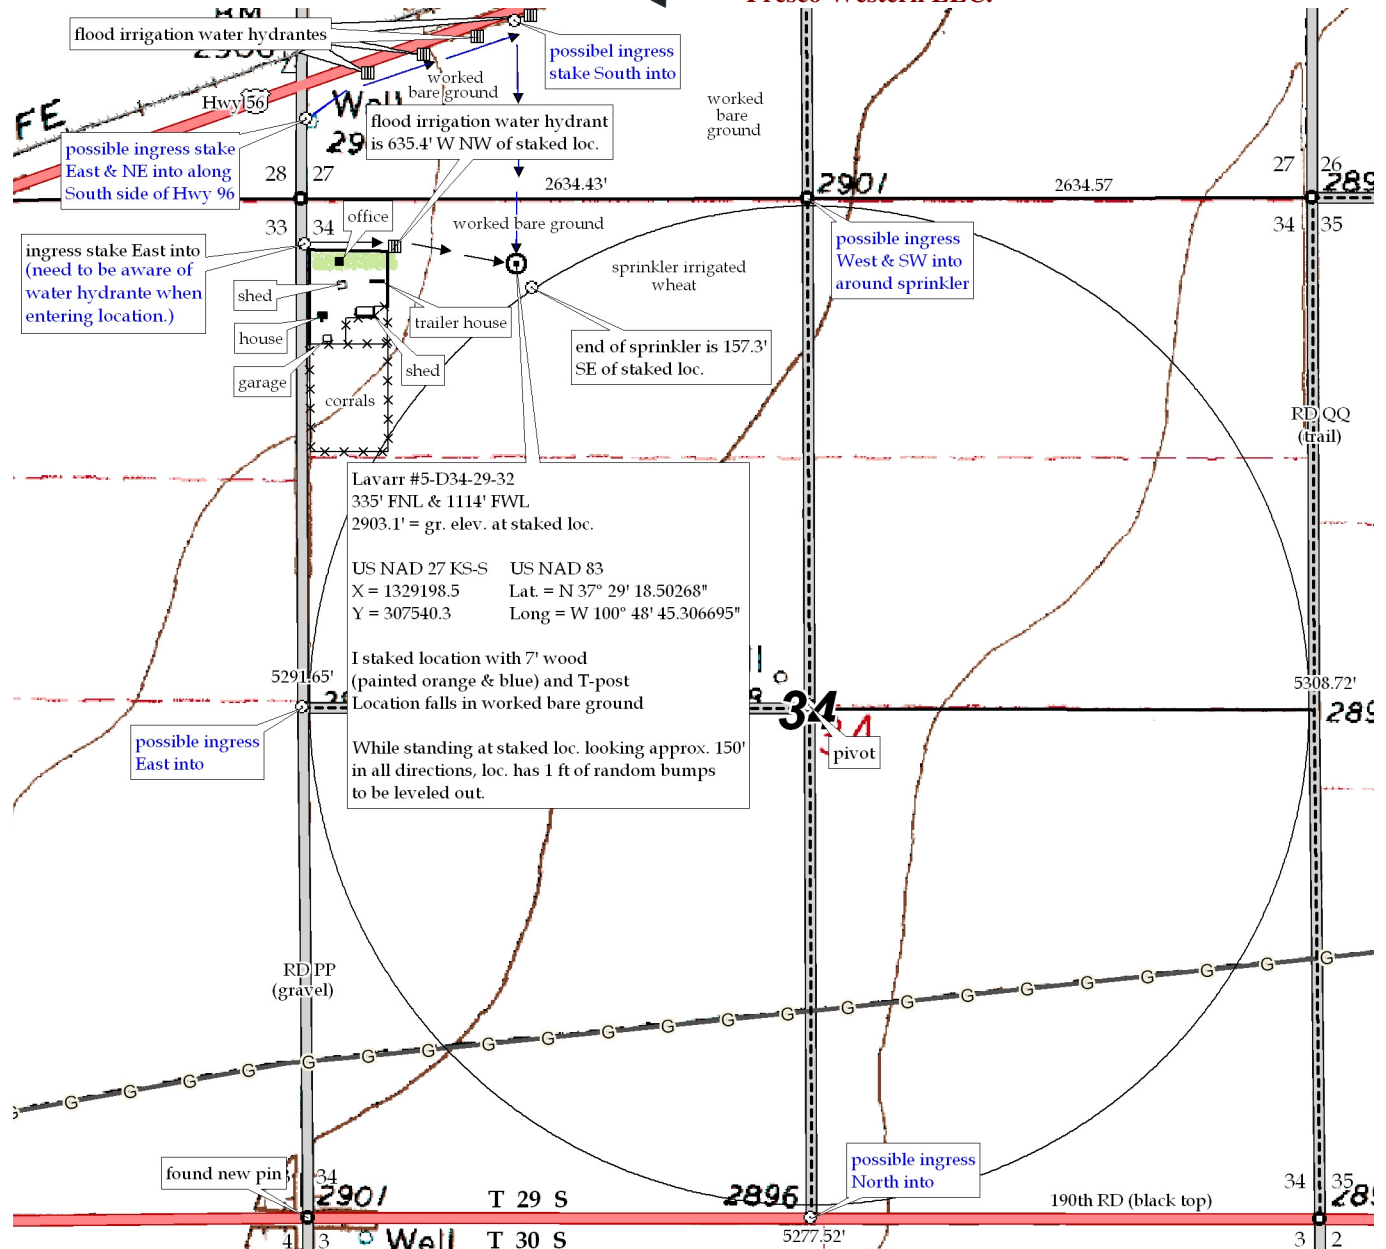 Presco Western LLC.
BM
flood irrigation water hydrantes
possibel ingress
stake South into
worked
bare ground
worked
bare
ground
Hwy 56
FE
Well
flood irrigation water hydrant
is 635.4' W NW of staked loc.
possible ingress stake
East & NE into along
South side of Hwy 96
28
27
2634.43'
2901
2634.57
27
26
33
34
office
worked bare ground
34
35
possible ingress
West & SW into
around sprinkler
ingress stake East into
(need to be aware of
water hydrante when
entering location.)
sprinkler irrigated
wheat
shed
trailer house
house
end of sprinkler is 157.3'
SE of staked loc.
garage
shed
corrals
RD QQ
(trail)
Lavarr #5-D34-29-32
335' FNL & 1114' FWL
2903.1' = gr. elev. at staked loc.
US NAD 27 KS-S US NAD 83
X = 1329198.5 Lat. = N 37° 29' 18.50268"
Y = 307540.3 Long = W 100° 48' 45.306695"
I staked location with 7' wood
(painted orange & blue) and T-post
Location falls in worked bare ground
While standing at staked loc. looking approx. 150'
in all directions, loc. has 1 ft of random bumps
to be leveled out.
5291.65'
5308.72'
34
pivot
possible ingress
East into
RD PP
(gravel)
G G G G G G G G G G G G G G G G G G G G G G G
found new pin
34
2901
T 29 S
2896
possible ingress
North into
190th RD (black top)
34
35
4
3
Well
T 30 S
5277.52'
3
2